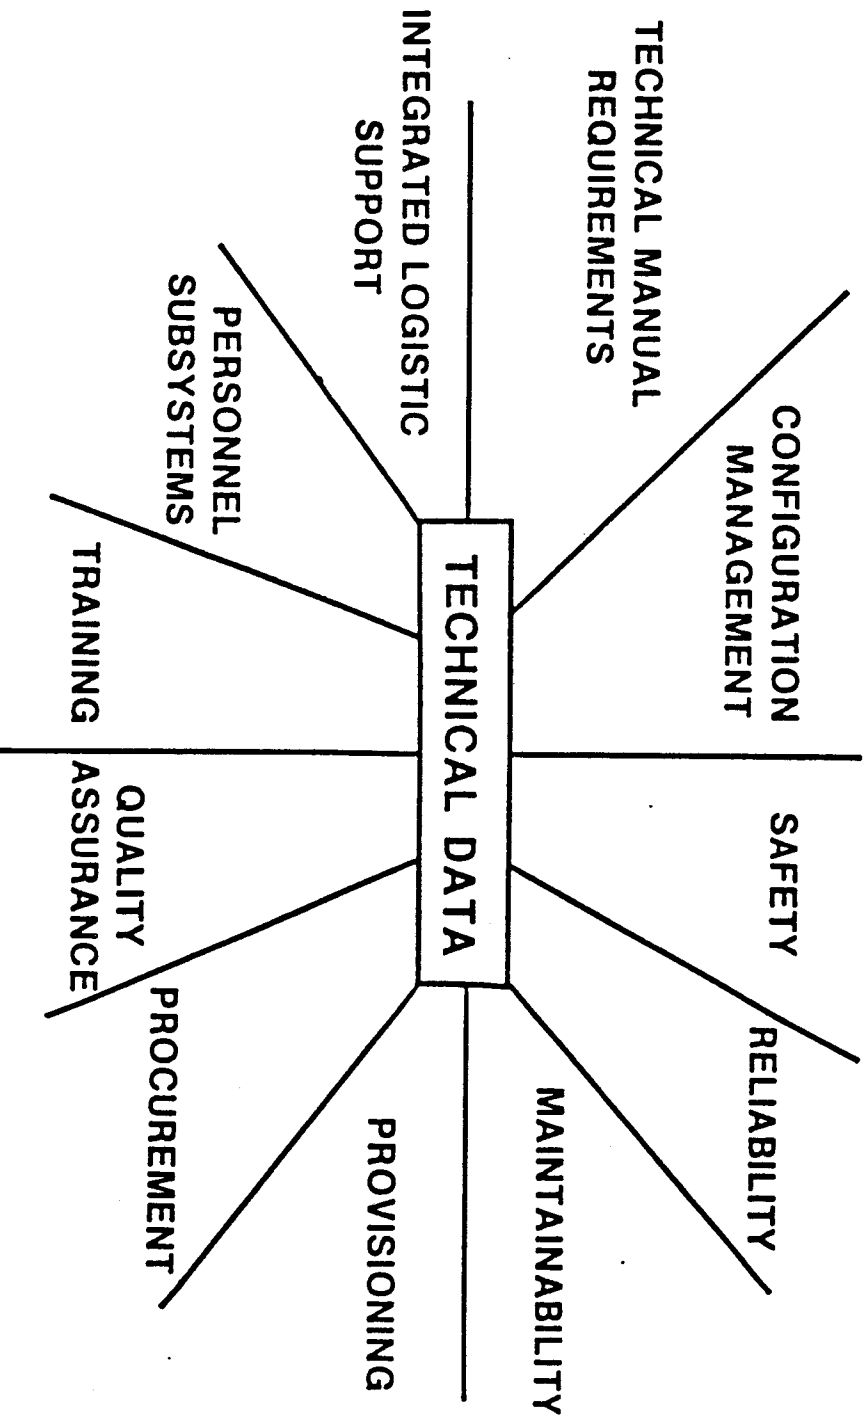 TECHNICAL MANUAL
REQUIREMENTS
CONFIGURATION
MANAGEMENT
SAFETY
RELIABILITY
MAINTAINABILITY
TECHNICAL DATA
INTEGRATED LOGISTIC
SUPPORT
PERSONNEL
SUBSYSTEMS
TRAINING
QUALITY
ASSURANCE
PROCUREMENT
PROVISIONING